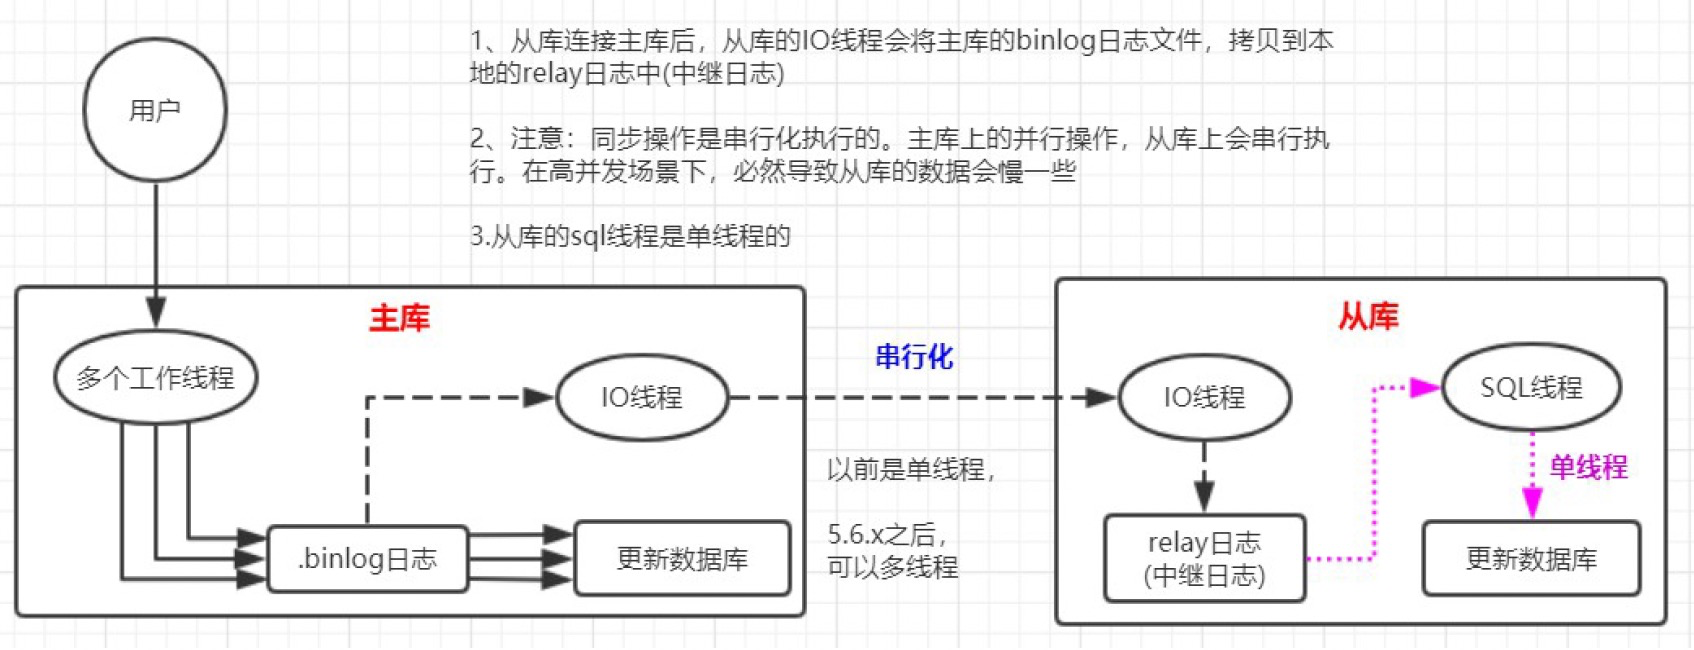 1、从库连接主库后，从库的IO线程会将主库的binlog日志文件，拷贝到本
地的relay日志中(中继日志)
2、注意：同步操作是串行化执行的。主库上的并行操作，从库上会串行执
行。在高并发场景下，必然导致从库的数据会慢一些
3.从库的sql线程是单线程的
用户
主库
多个工作线程
IO线程
.binlog日志
更新数据库
串行化
以前是单线程，
5.6.x之后，
可以多线程
从库
IO线程
SQL线程
单线程
relay日志
(中继日志)
更新数据库